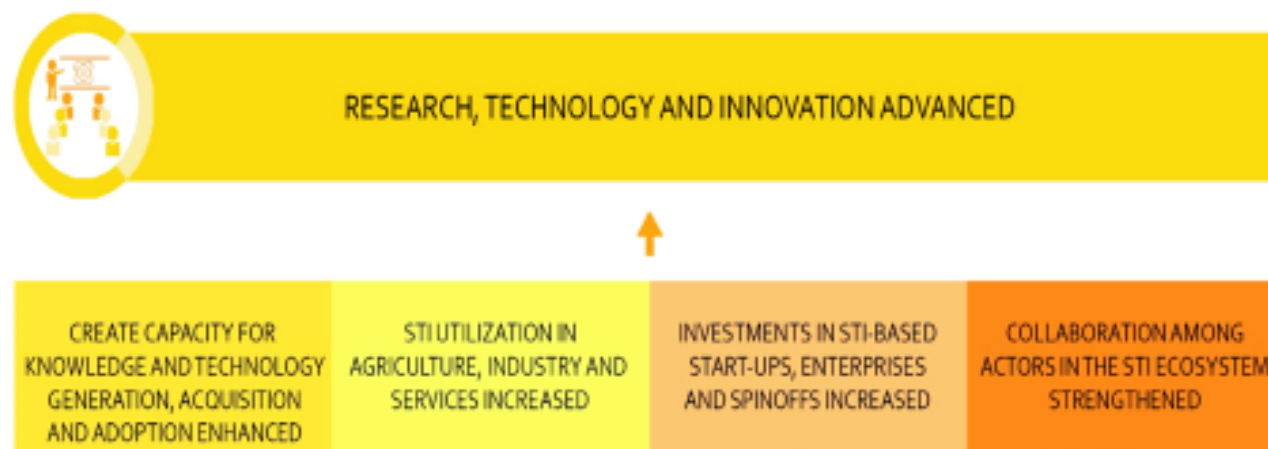 RESEARCH, TECHNOLOGY AND INNOVATION ADVANCED
CREATE CAPACITY FOR
KNOWLEDGE AND TECHNOLOGY
GENERATION, ACQUISITION
AND ADOPTION ENHANCED
STI UTILIZATION IN
AGRICULTURE, INDUSTRY AND
SERVICES INCREASED
INVESTMENTS IN STI-BASED
START-UPS, ENTERPRISES
AND SPINOFFS INCREASED
COLLABORATION AMONG
ACTORS IN THE STI ECOSYSTEM
STRENGTHENED